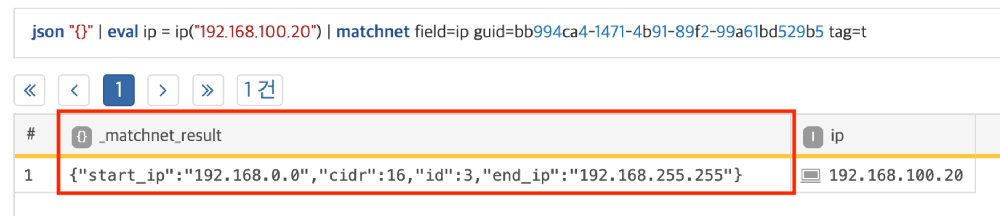 json "{}" | eval ip = ip("192.168.100.20") | matchnet field=ip guid=bb994ca4-1471-4b91-89f2-99a61bd529b5 tag=t
« < 1 > » 1 건
# {} _matchnet_result I ip
1 {"start_ip":"192.168.0.0","cidr":16,"id":3,"end_ip":"192.168.255.255"} 192.168.100.20